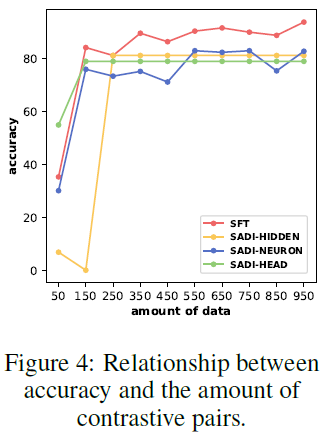 80
60
40
20
0
accuracy
SFT
SADI-HIDDEN
SADI-NEURON
SADI-HEAD
50 150 250 350 450 550 650 750 850 950
amount of data
Figure 4: Relationship between
accuracy and the amount of
contrastive pairs.